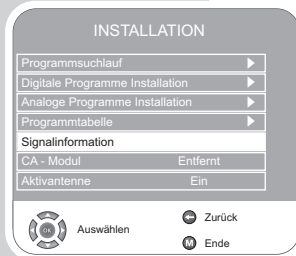 INSTALLATION
Programmsuchlauf
Digitale Programme Installation
Analoge Programme Installation
Programmtabelle
Signalinformation
CA - Modul Entfernt
Aktivantenne Ein
OK Auswählen
Zurück
M Ende